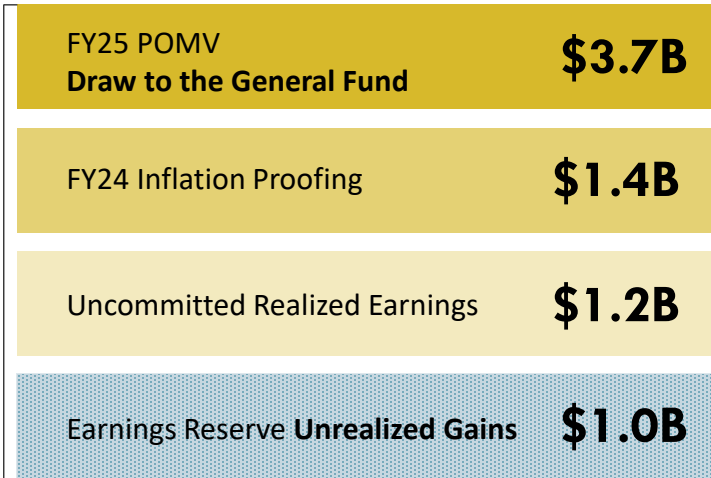 FY25 POMV
Draw to the General Fund
$3.7B
FY24 Inflation Proofing $1.4B
Uncommitted Realized Earnings $1.2B
Earnings Reserve Unrealized Gains $1.0B